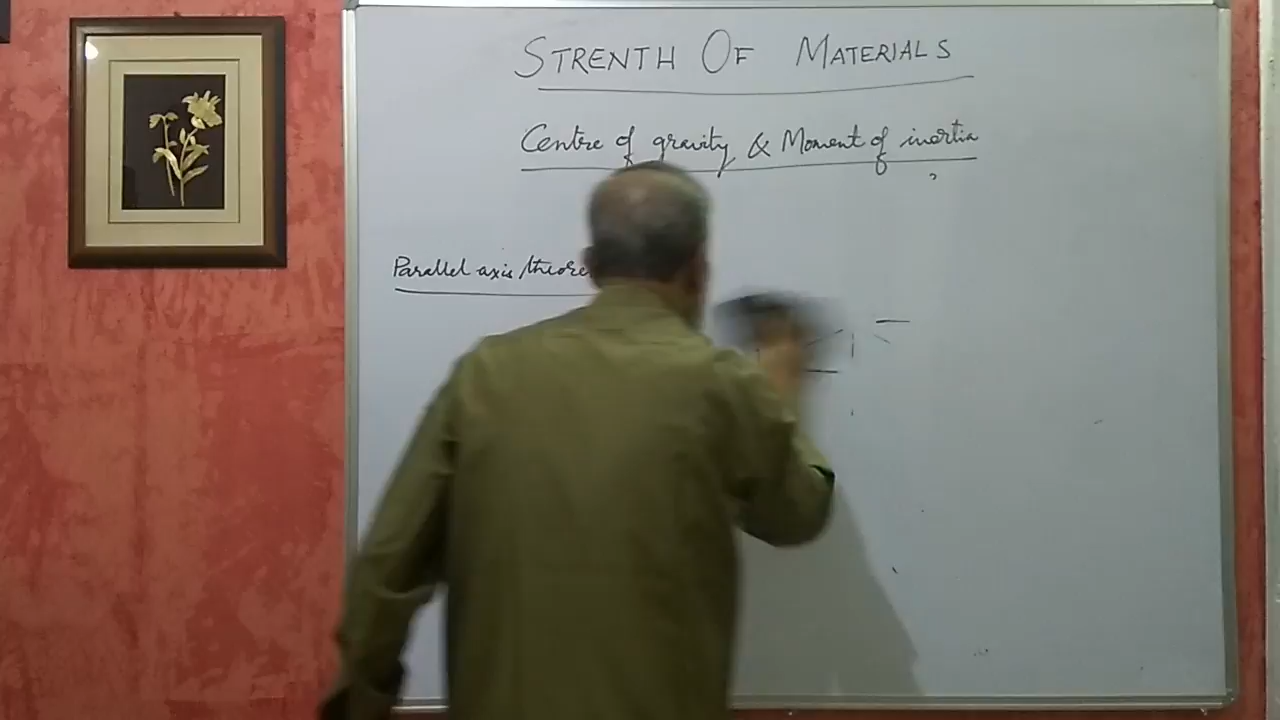 STRENTH OF MATERIALS
Centre of gravity & Moment of inertia
Parallel axis